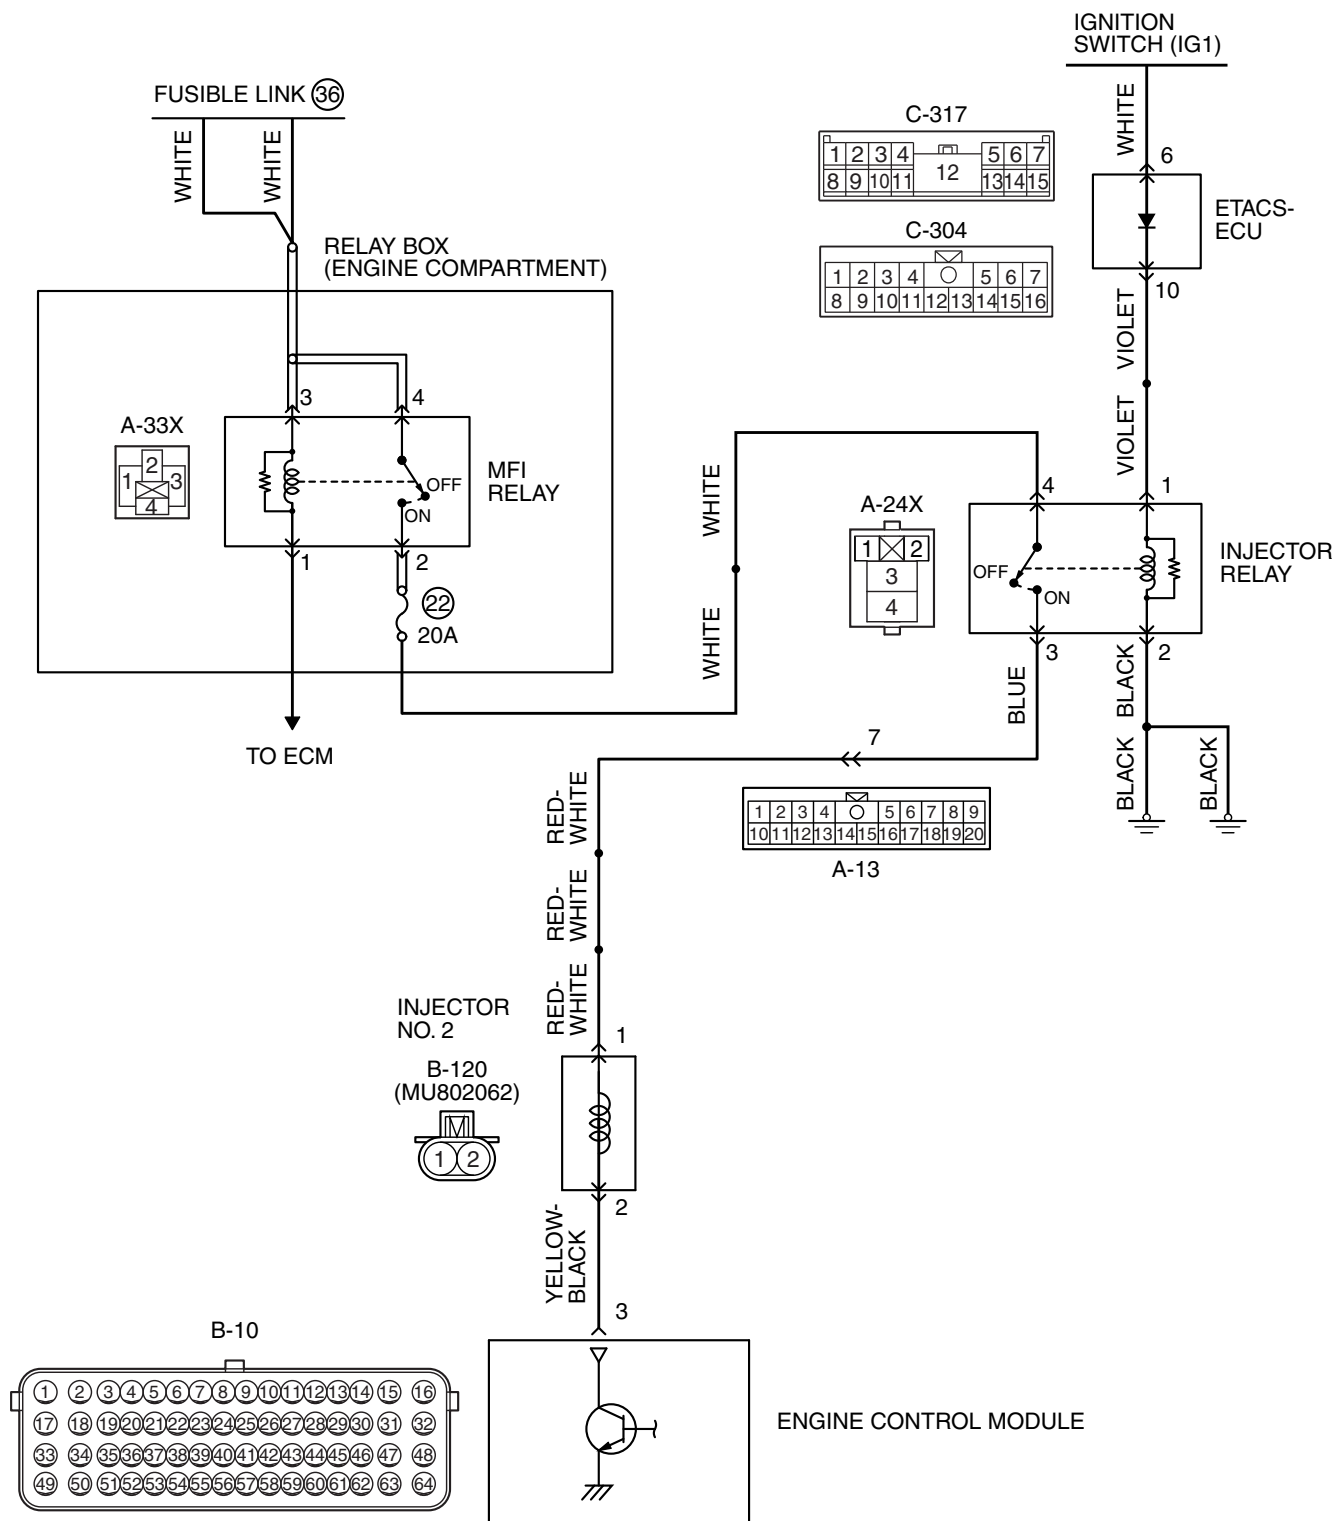 IGNITION
SWITCH (IG1)
WHITE
6
ETACS-
ECU
10
VIOLET
VIOLET
FUSIBLE LINK 36
WHITE
WHITE
RELAY BOX
(ENGINE COMPARTMENT)
C-317
1 2 3 4 5 6 7
12
8 9 10 11 13 14 15
C-304
1 2 3 4 5 6 7
8 9 10 11 12 13 14 15 16
3
4
A-33X
2
1 3
4
OFF
ON
MFI
RELAY
1
2
22
20A
TO ECM
WHITE
WHITE
A-24X
1 2
3
4
4
1
OFF
ON
INJECTOR
RELAY
3
2
BLUE
BLACK
BLACK
BLACK
7
1 2 3 4 5 6 7 8 9
10 11 12 13 14 15 16 17 18 19 20
A-13
RED-
WHITE
RED-
WHITE
RED-
WHITE
INJECTOR
NO. 2
B-120
(MU802062)
1 2
1
2
YELLOW-
BLACK
3
B-10
1 2 3 4 5 6 7 8 9 10 11 12 13 14 15 16
17 18 19 20 21 22 23 24 25 26 27 28 29 30 31 32
33 34 35 36 37 38 39 40 41 42 43 44 45 46 47 48
49 50 51 52 53 54 55 56 57 58 59 60 61 62 63 64
ENGINE CONTROL MODULE